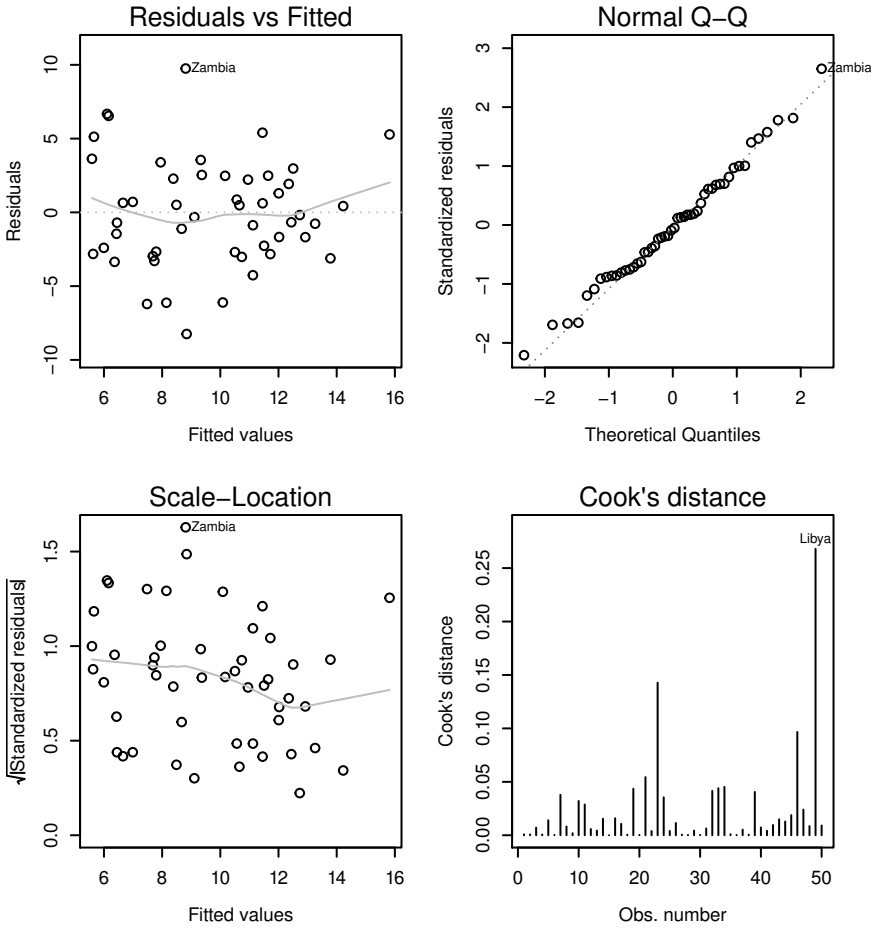 Residuals vs Fitted
Residuals
10
5
0
−5
−10
Zambia
6 8 10 12 14 16
Fitted values
Normal Q−Q
Standardized residuals
3
2
1
0
−1
−2
Zambia
−2 −1 0 1 2
Theoretical Quantiles
Scale−Location
√|Standardized residuals|
1.5
1.0
0.5
0.0
Zambia
6 8 10 12 14 16
Fitted values
Cook's distance
Cook's distance
0.25
0.20
0.15
0.10
0.05
0.00
Libya
0 10 20 30 40 50
Obs. number